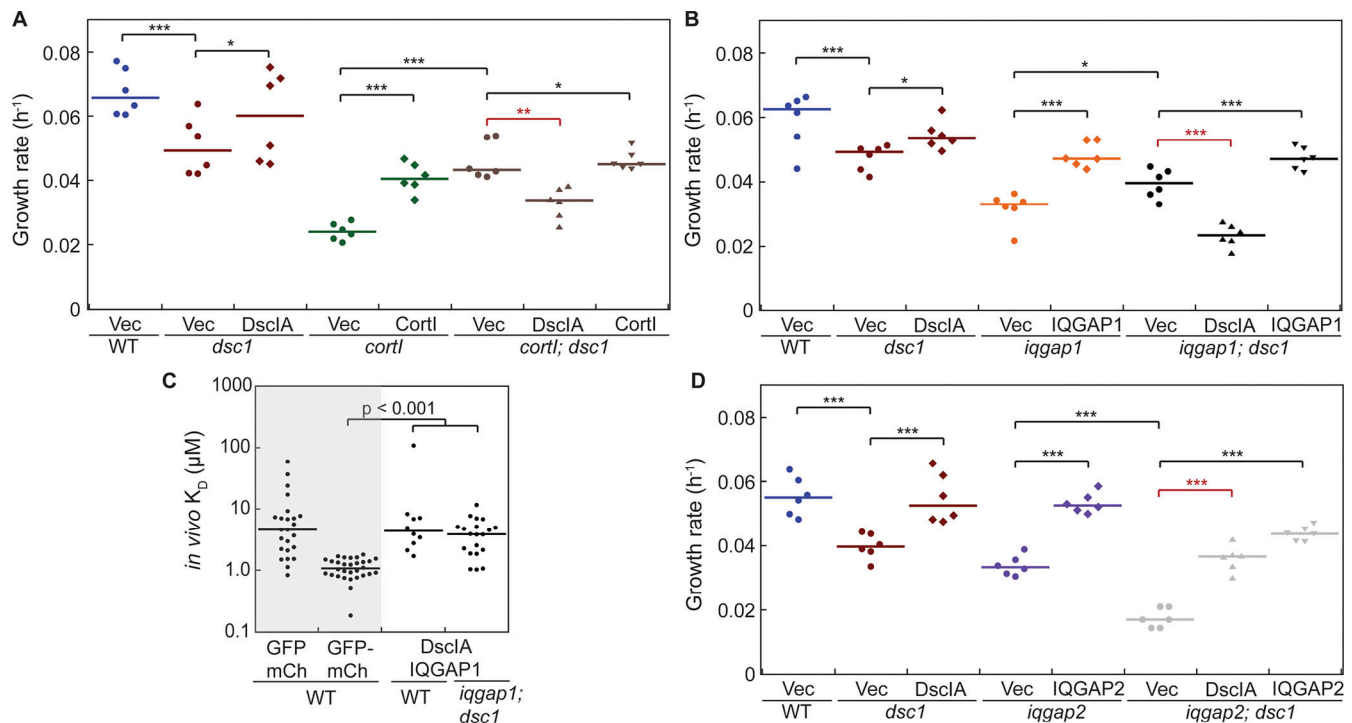 A
Growth rate (h-1)
0.08
0.06
0.04
0.02
0
***
*
***
***
**
*
Vec Vec DscIA Vec CortI Vec DscIA CortI
WT dsc1 cortI cortI; dsc1
B
Growth rate (h-1)
0.08
0.06
0.04
0.02
0
***
*
*
***
***
***
Vec Vec DscIA Vec IQGAP1 Vec DscIA IQGAP1
WT dsc1 iqgap1 iqgap1; dsc1
C
in vivo KD (µM)
1000
100
10
1.0
0.1
p < 0.001
GFP GFP- DscIA
mCh mCh IQGAP1
WT WT iqgap1;
dsc1
D
Growth rate (h-1)
0.08
0.06
0.04
0.02
0
***
***
***
***
***
***
Vec Vec DscIA Vec IQGAP2 Vec DscIA IQGAP2
WT dsc1 iqgap2 iqgap2; dsc1